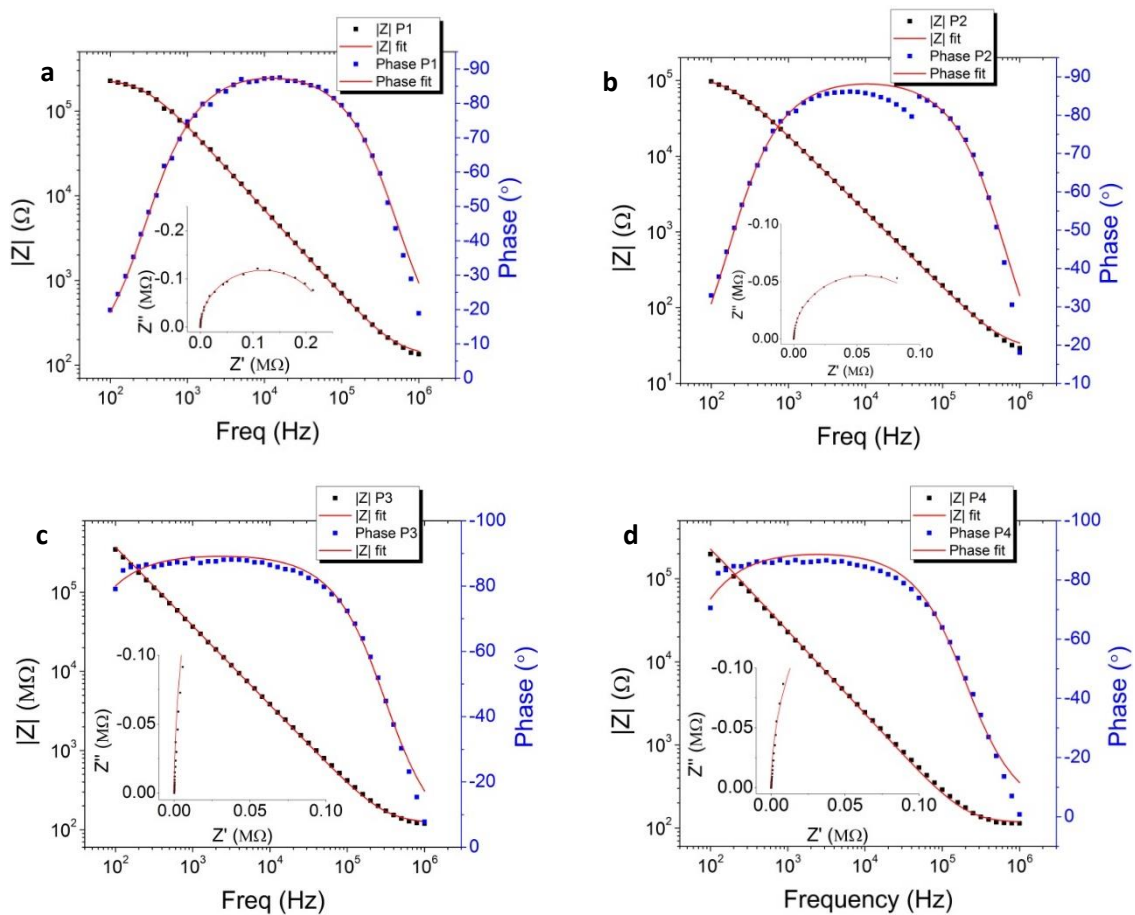 a
|Z| P1
|Z| fit
Phase P1
Phase fit
|Z| (Ω)
10^5
10^4
10^3
10^2
Phase (°)
-90
-80
-70
-60
-50
-40
-30
-20
-10
0
Z'' (MΩ)
-0.2
-0.1
0.0
0.0 0.1 0.2
Z' (MΩ)
10^2 10^3 10^4 10^5 10^6
Freq (Hz)
b
|Z| P2
|Z| fit
Phase P2
Phase fit
|Z| (Ω)
10^5
10^4
10^3
10^2
10^1
Phase (°)
-100
-90
-80
-70
-60
-50
-40
-30
-20
-10
Z'' (MΩ)
-0.10
-0.05
0.00
0.00 0.05 0.10
Z' (MΩ)
10^2 10^3 10^4 10^5 10^6
Freq (Hz)
c
|Z| P3
|Z| fit
Phase P3
|Z| fit
|Z| (MΩ)
10^5
10^4
10^3
10^2
Phase (°)
-100
-80
-60
-40
-20
0
Z'' (MΩ)
-0.10
-0.05
0.00
0.00 0.05 0.10
Z' (MΩ)
10^2 10^3 10^4 10^5 10^6
Freq (Hz)
d
|Z| P4
|Z| fit
Phase P4
Phase fit
|Z| (Ω)
10^5
10^4
10^3
10^2
Phase (°)
-100
-80
-60
-40
-20
0
Z'' (MΩ)
-0.10
-0.05
0.00
0.00 0.05 0.10
Z' (MΩ)
10^2 10^3 10^4 10^5 10^6
Frequency (Hz)